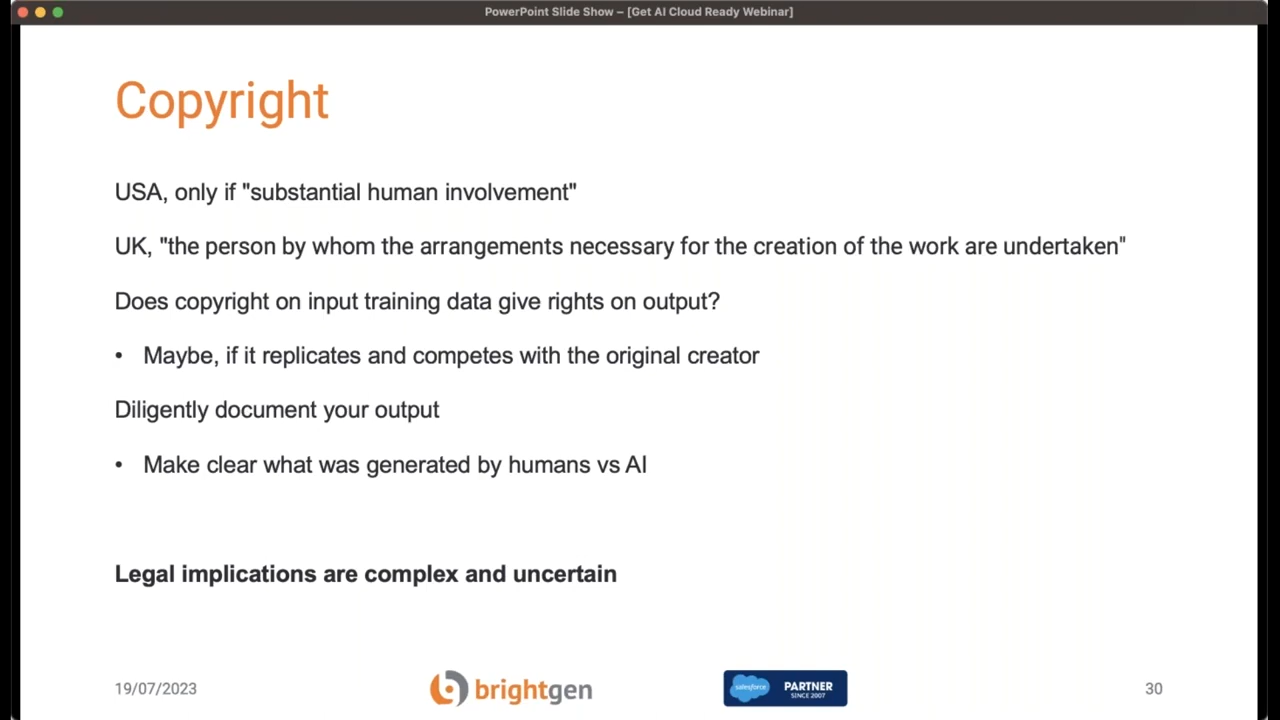 PowerPoint Slide Show – [Get AI Cloud Ready Webinar]
Copyright
USA, only if "substantial human involvement"
UK, "the person by whom the arrangements necessary for the creation of the work are undertaken"
Does copyright on input training data give rights on output?
• Maybe, if it replicates and competes with the original creator
Diligently document your output
• Make clear what was generated by humans vs AI
Legal implications are complex and uncertain
19/07/2023
brightgen
salesforce
PARTNER
SINCE 2007
30